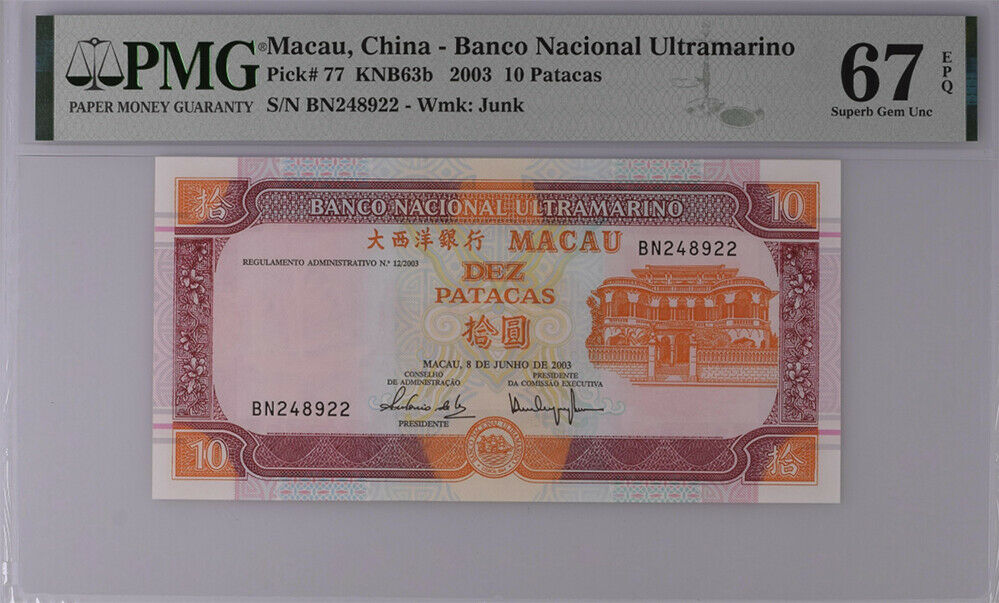 PMG®
PAPER MONEY GUARANTY
Macau, China - Banco Nacional Ultramarino
Pick# 77 KNB63b 2003 10 Patacas
S/N BN248922 - Wmk: Junk
67
EPQ
Superb Gem Unc
拾
BANCO NACIONAL ULTRAMARINO
10
大西洋銀行 MACAU
BN248922
REGULAMENTO ADMINISTRATIVO N.º 12/2003
DEZ
PATACAS
拾圓
MACAU, 8 DE JUNHO DE 2003
CONSELHO
DE ADMINISTRAÇÃO
PRESIDENTE
DA COMISSÃO EXECUTIVA
BN248922
PRESIDENTE
10
拾